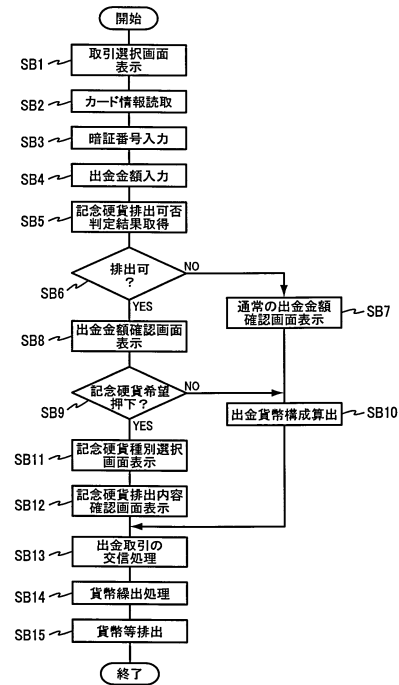 開始
取引選択画面
表示
SB1
カード情報読取
SB2
暗証番号入力
SB3
出金金額入力
SB4
記念硬貨排出可否
判定結果取得
SB5
排出可
?
NO
SB6
YES
通常の出金金額
確認画面表示
SB7
出金金額確認画面
表示
SB8
記念硬貨希望
押下?
NO
SB9
YES
出金貨幣構成算出
SB10
記念硬貨種別選択
画面表示
SB11
記念硬貨排出内容
確認画面表示
SB12
出金取引の
交信処理
SB13
貨幣繰出処理
SB14
貨幣等排出
SB15
終了